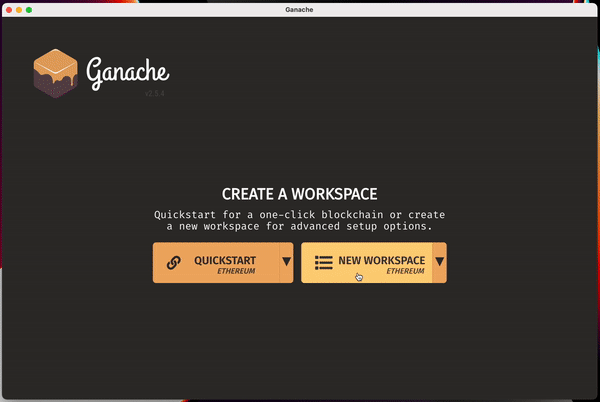 Ganache
Ganache
v2.5.4
CREATE A WORKSPACE
Quickstart for a one-click blockchain or create
a new workspace for advanced setup options.
QUICKSTART
ETHEREUM
NEW WORKSPACE
ETHEREUM